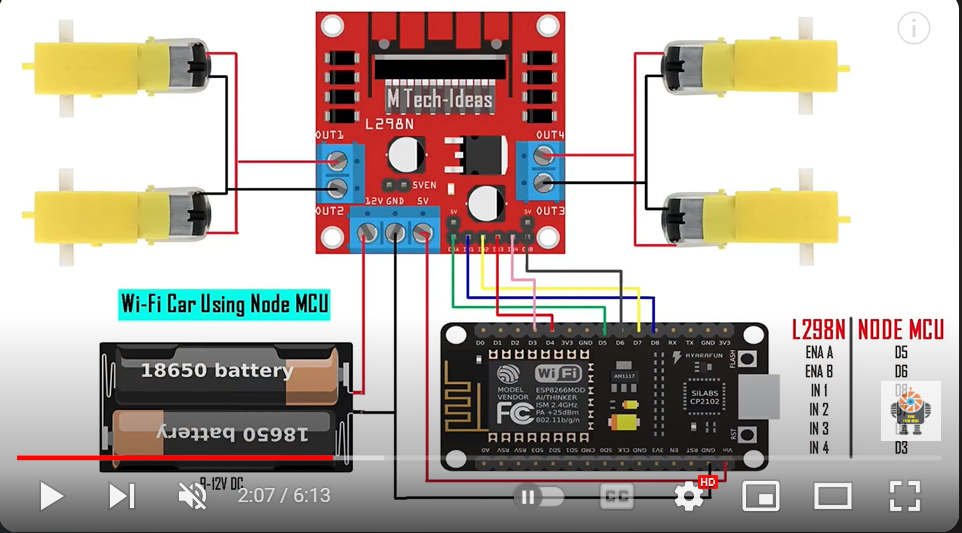 M Tech-Ideas
L298N
OUT1
OUT4
OUT2
OUT3
5VEN
12V GND 5V
5V
5V
ENA IN1 IN2 IN3 IN4 ENB
Wi-Fi Car Using Node MCU
18650 battery
18650 battery
9-12V DC
D0 D1 D2 D3 D4 3V3 GND D5 D6 D7 D8 RX TX GND 3V3
AYARAFUN
FLASH
Wi Fi
MODEL
VENDOR
ESP8266MOD
AI/THINKER
ISM 2.4GHz
PA +25dBm
802.11b/g/n
FC
AM1117
SILABS
CP2102
RST
A0 RSV RSV SD3 SD2 SD1 CMD SD0 CLK GND 3V3 EN RST GND Vin
L298N NODE MCU
ENA A D5
ENA B D6
IN 1 D8
IN 2
IN 3
IN 4 D3
2:07 / 6:13
CC
HD